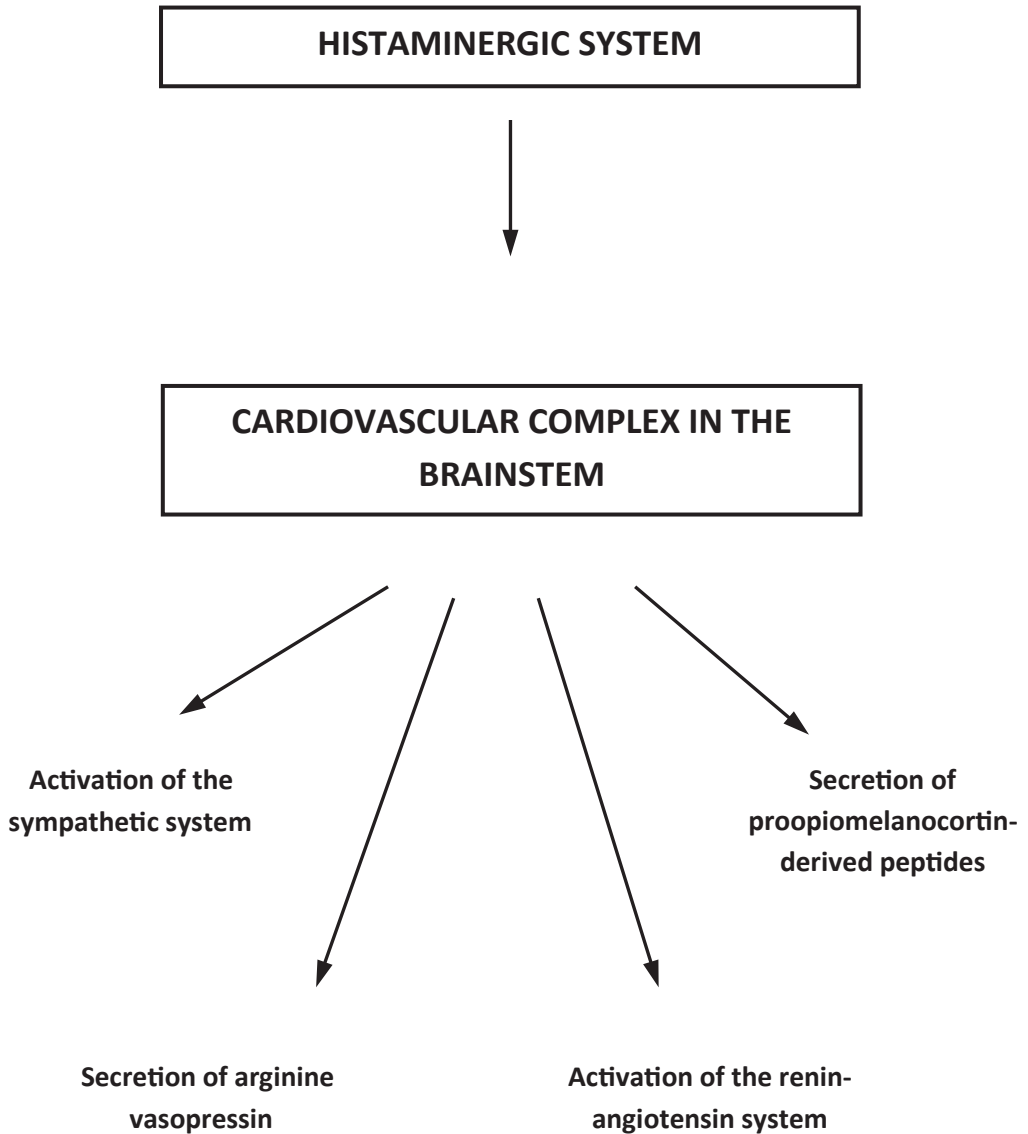 HISTAMINERGIC SYSTEM
CARDIOVASCULAR COMPLEX IN THE
BRAINSTEM
Activation of the
sympathetic system
Secretion of
proopiomelanocortin-
derived peptides
Secretion of arginine
vasopressin
Activation of the renin-
angiotensin system